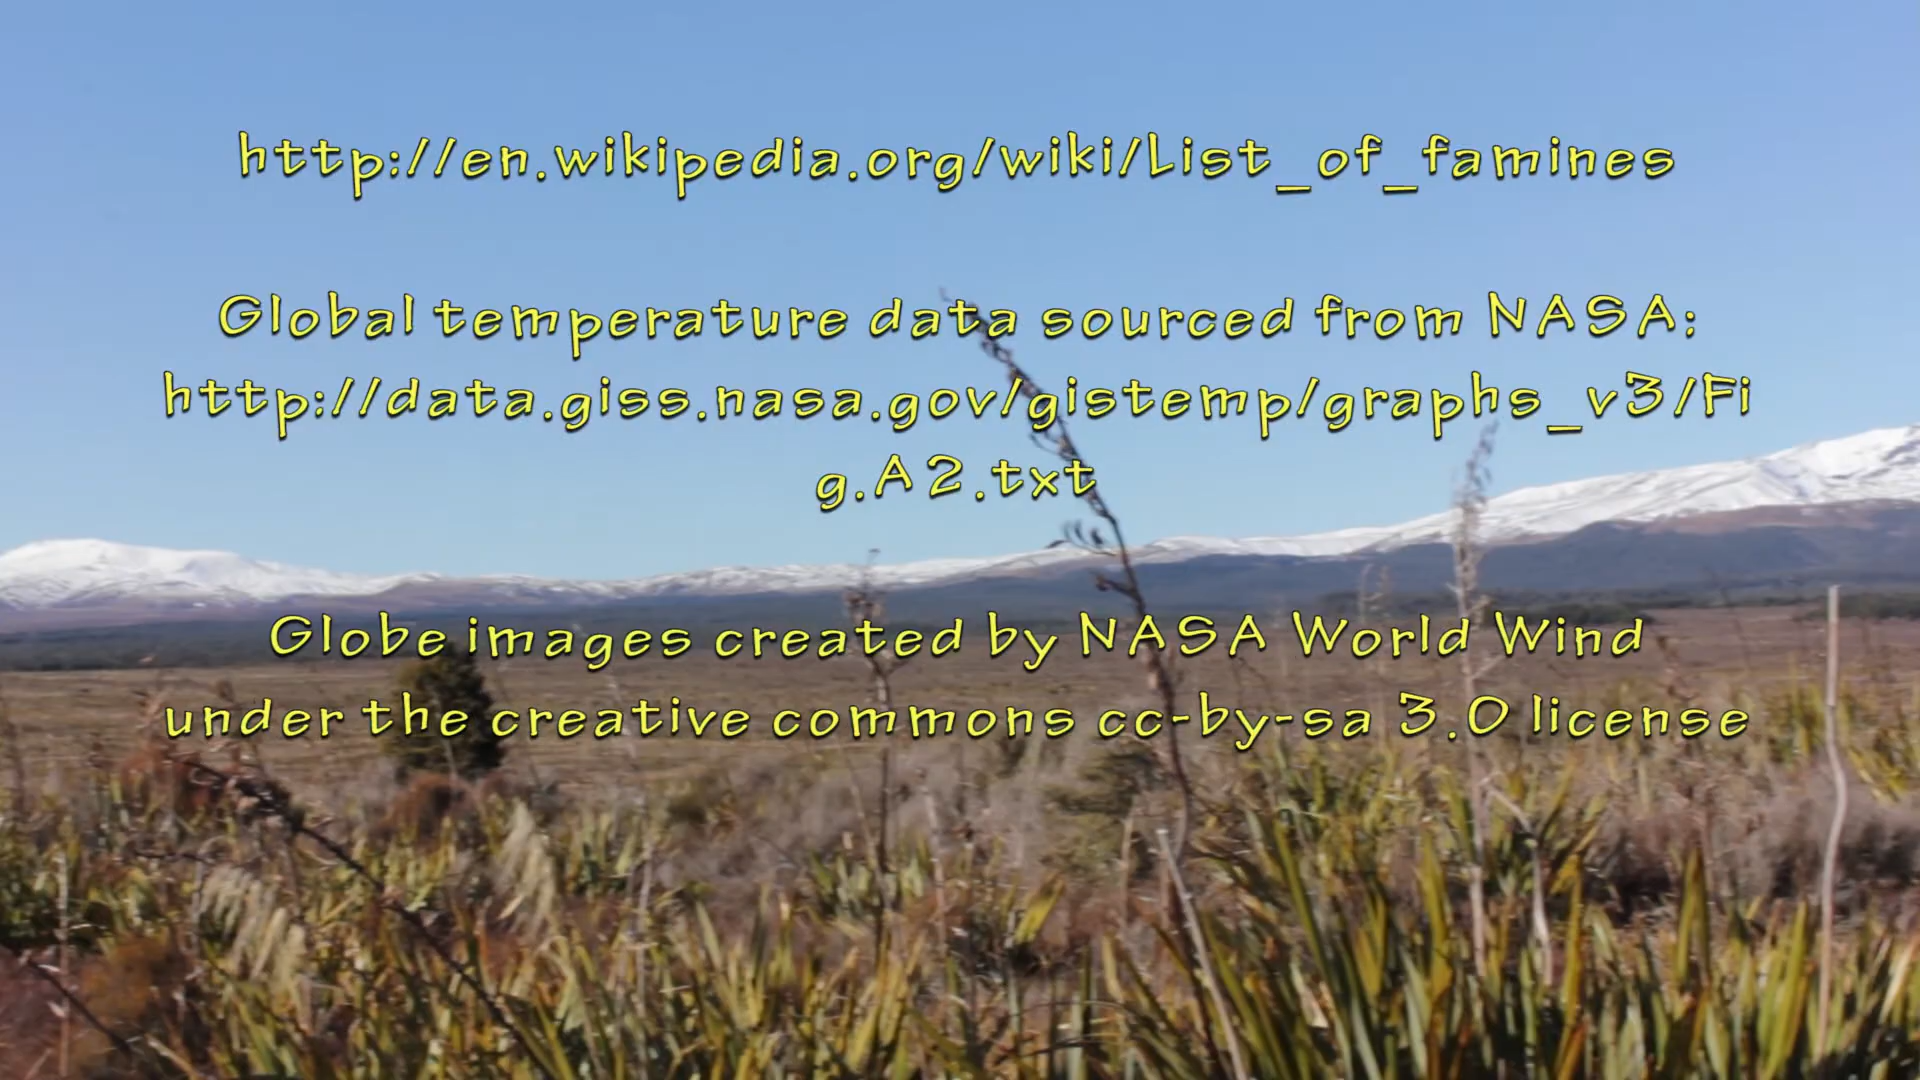 http://en.wikipedia.org/wiki/List_of_famines
Global temperature data sourced from NASA:
http://data.giss.nasa.gov/gistemp/graphs_v3/Fi
g.A2.txt
Globe images created by NASA World Wind
under the creative commons cc-by-sa 3.0 license